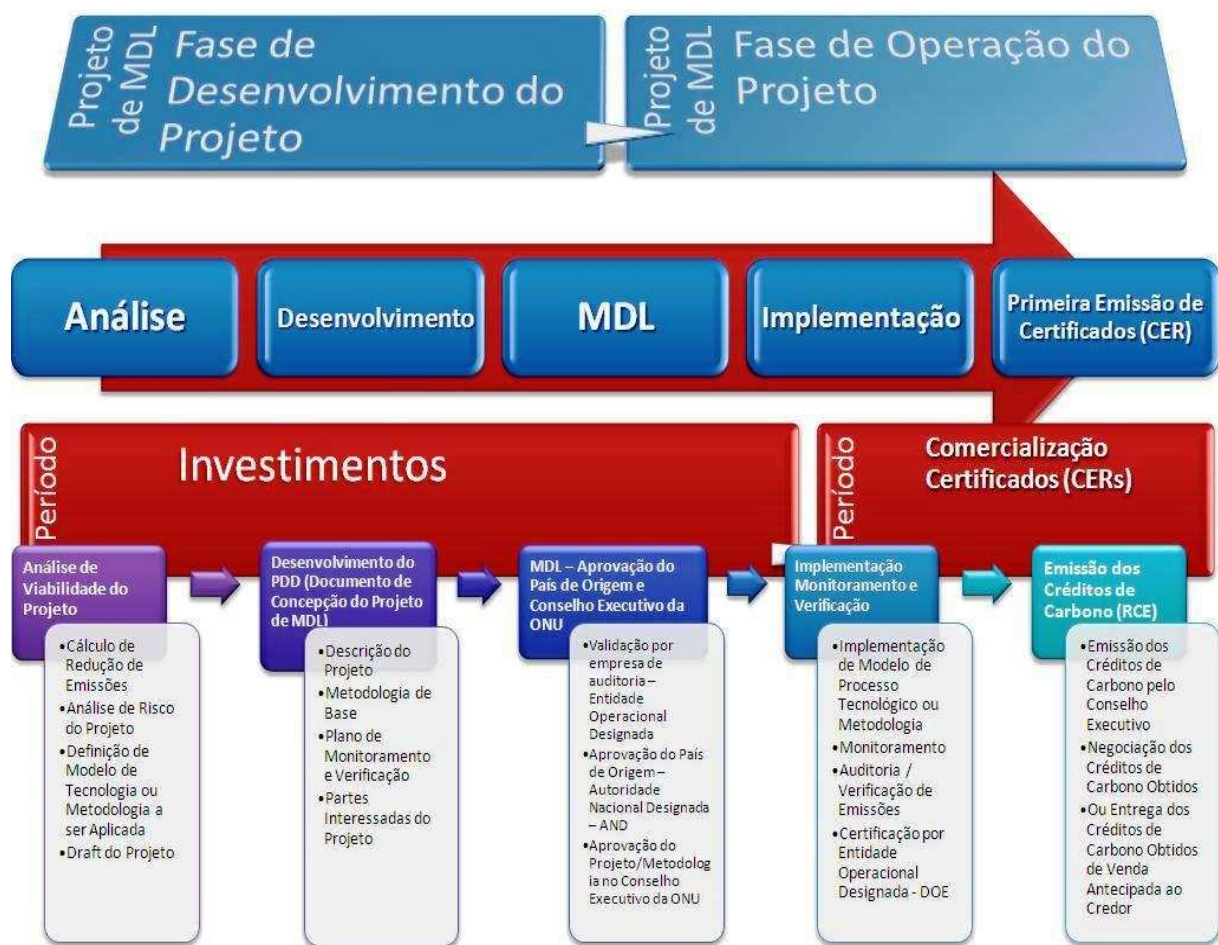 Projeto
de MDL
Fase de
Desenvolvimento do
Projeto
Projeto
de MDL
Fase de Operação do
Projeto
Análise
Desenvolvimento
MDL
Implementação
Primeira Emissão de
Certificados (CER)
Período
Investimentos
Período
Comercialização
Certificados (CERs)
Análise de
Viabilidade do
Projeto
•Cálculo de
Redução de
Emissões
•Análise de Risco
do Projeto
•Definição de
Modelo de
Tecnologia ou
Metodologia a
ser Aplicada
•Draft do Projeto
Desenvolvimento do
PDD (Documento de
Concepção do Projeto
de MDL)
•Descrição do
Projeto
•Metodologia de
Base
•Plano de
Monitoramento
e Verificação
•Partes
Interessadas do
Projeto
MDL – Aprovação do
País de Origem e
Conselho Executivo da
ONU
•Validação por
empresa de
auditoria –
Entidade
Operacional
Designada
•Aprovação do País
de Origem –
Autoridade
Nacional Designada
– AND
•Aprovação do
Projeto/Metodolog
ia no Conselho
Executivo da ONU
Implementação
Monitoramento e
Verificação
•Implementação
de Modelo de
Processo
Tecnológico ou
Metodologia
•Monitoramento
•Auditoria /
Verificação de
Emissões
•Certificação por
Entidade
Operacional
Designada - DOE
Emissão dos
Créditos de
Carbono (RCE)
•Emissão dos
Créditos de
Carbono pelo
Conselho
Executivo
•Negociação dos
Créditos de
Carbono Obtidos
•Ou Entrega dos
Créditos de
Carbono Obtidos
de Venda
Antecipada ao
Credor